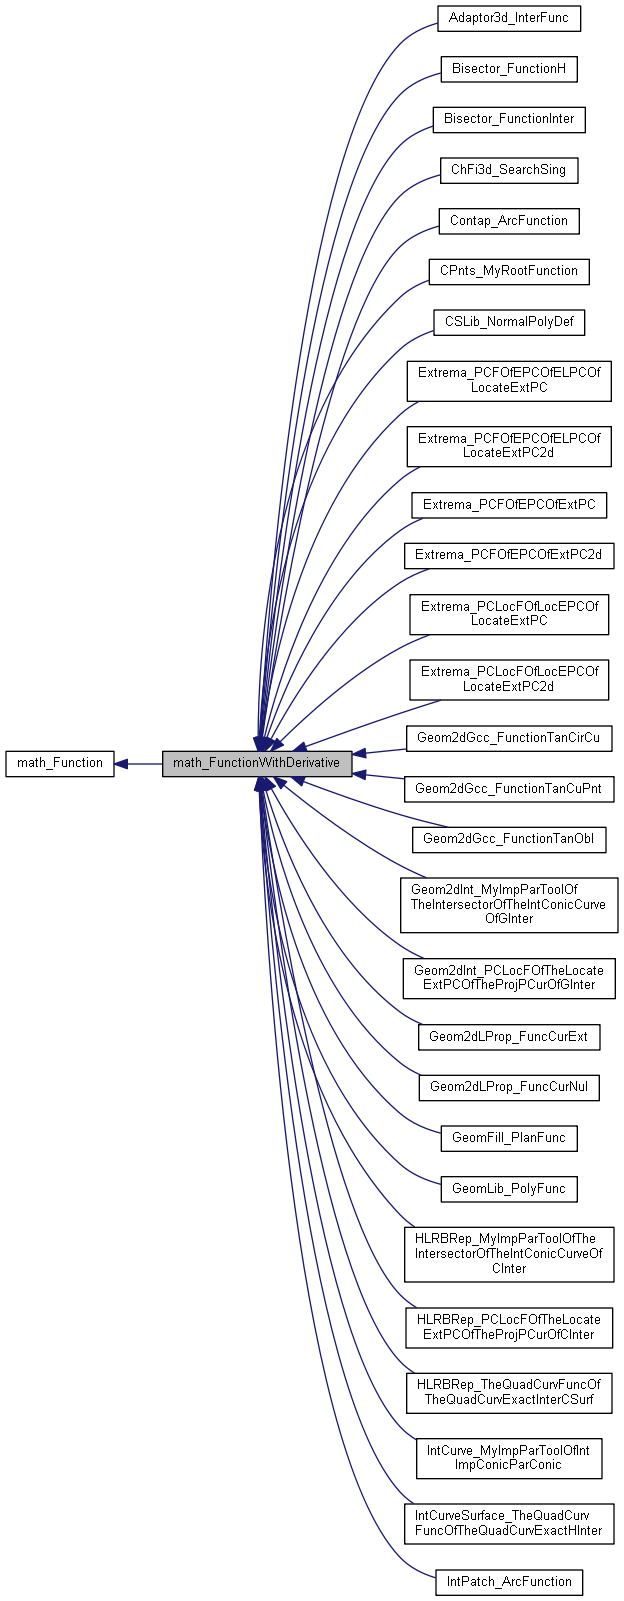 Adaptor3d_InterFunc
Bisector_FunctionH
Bisector_FunctionInter
ChFi3d_SearchSing
Contap_ArcFunction
CPnts_MyRootFunction
CSLib_NormalPolyDef
Extrema_PCFOfEPCOfELPCOf
LocateExtPC
Extrema_PCFOfEPCOfELPCOf
LocateExtPC2d
Extrema_PCFOfEPCOfExtPC
Extrema_PCFOfEPCOfExtPC2d
Extrema_PCLocFOfLocEPCOf
LocateExtPC
Extrema_PCLocFOfLocEPCOf
LocateExtPC2d
Geom2dGcc_FunctionTanCirCu
math_Function
math_FunctionWithDerivative
Geom2dGcc_FunctionTanCuPnt
Geom2dGcc_FunctionTanObl
Geom2dInt_MyImpParToolOf
TheIntersectorOfTheIntConicCurve
OfGInter
Geom2dInt_PCLocFOfTheLocate
ExtPCOfTheProjPCurOfGInter
Geom2dLProp_FuncCurExt
Geom2dLProp_FuncCurNul
GeomFill_PlanFunc
GeomLib_PolyFunc
HLRBRep_MyImpParToolOfThe
IntersectorOfTheIntConicCurveOf
CInter
HLRBRep_PCLocFOfTheLocate
ExtPCOfTheProjPCurOfCInter
HLRBRep_TheQuadCurvFuncOf
TheQuadCurvExactInterCSurf
IntCurve_MyImpParToolOfInt
ImpConicParConic
IntCurveSurface_TheQuadCurv
FuncOfTheQuadCurvExactHInter
IntPatch_ArcFunction